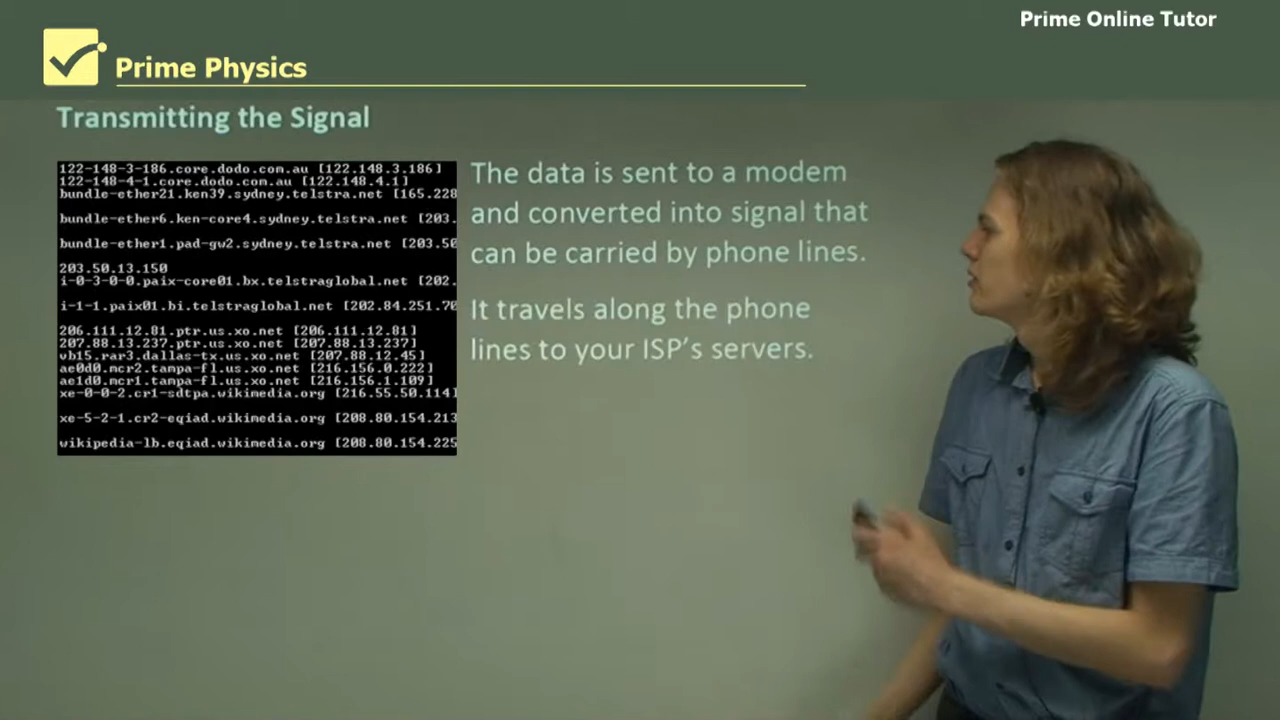 Prime Online Tutor
Prime Physics
Transmitting the Signal
122-148-3-186.core.dodo.com.au [122.148.3.186]
122-148-4-1.core.dodo.com.au [122.148.4.1]
bundle-ether21.ken39.sydney.telstra.net [165.228
bundle-ether6.ken-core4.sydney.telstra.net [203.
bundle-ether1.pad-gw2.sydney.telstra.net [203.50
203.50.13.150
i-0-3-0-0.paix-core01.bx.telstraglobal.net [202.
i-1-1.paix01.bi.telstraglobal.net [202.84.251.70
206.111.12.81.ptr.us.xo.net [206.111.12.81]
207.88.13.237.ptr.us.xo.net [207.88.13.237]
vb15.rar3.dallas-tx.us.xo.net [207.88.12.45]
ae0d0.mcr2.tampa-fl.us.xo.net [216.156.0.222]
ae1d0.mcr1.tampa-fl.us.xo.net [216.156.1.109]
xe-0-0-2.cr1-sdtpa.wikimedia.org [216.55.50.114]
xe-5-2-1.cr2-eqiad.wikimedia.org [208.80.154.213
wikipedia-lb.eqiad.wikimedia.org [208.80.154.225
The data is sent to a modem
and converted into signal that
can be carried by phone lines.
It travels along the phone
lines to your ISP’s servers.